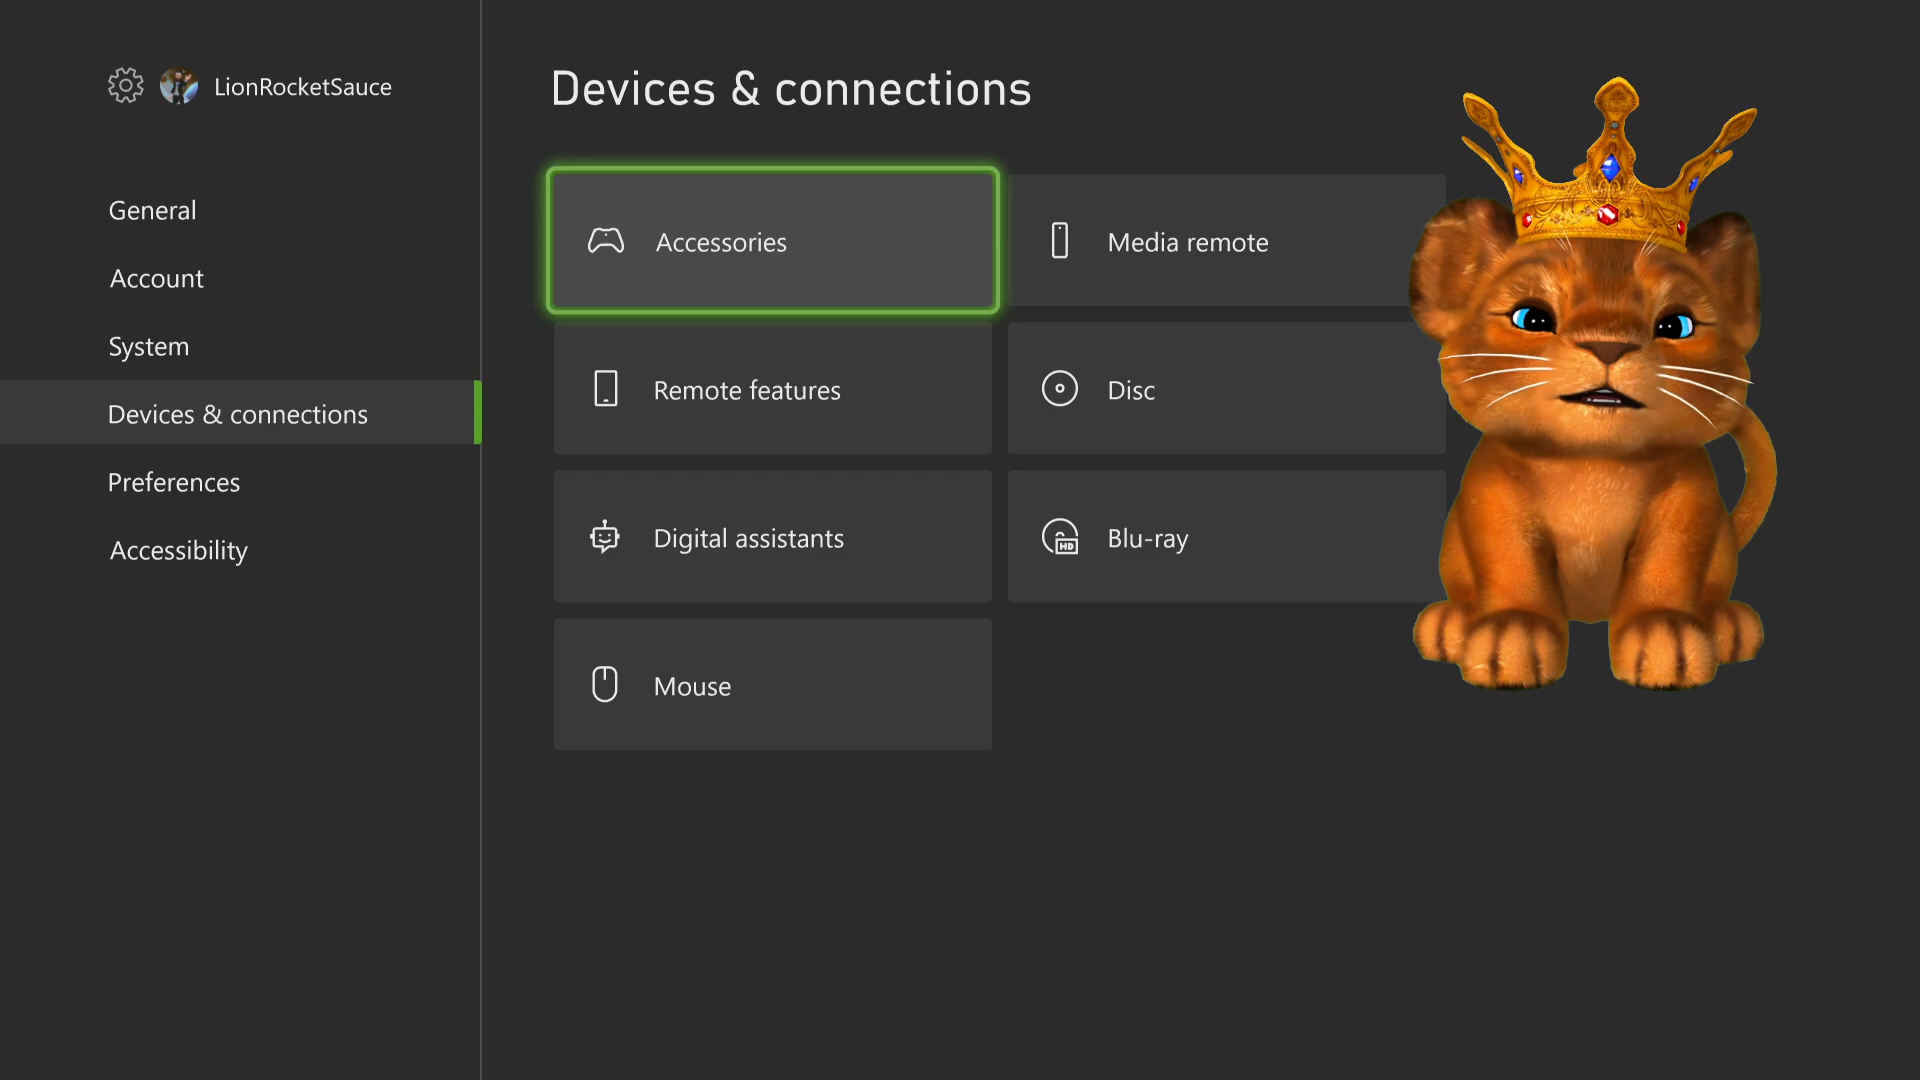 LionRocketSauce
General
Account
System
Devices & connections
Preferences
Accessibility
Devices & connections
Accessories
Media remote
Remote features
Disc
Digital assistants
HD
Blu-ray
Mouse